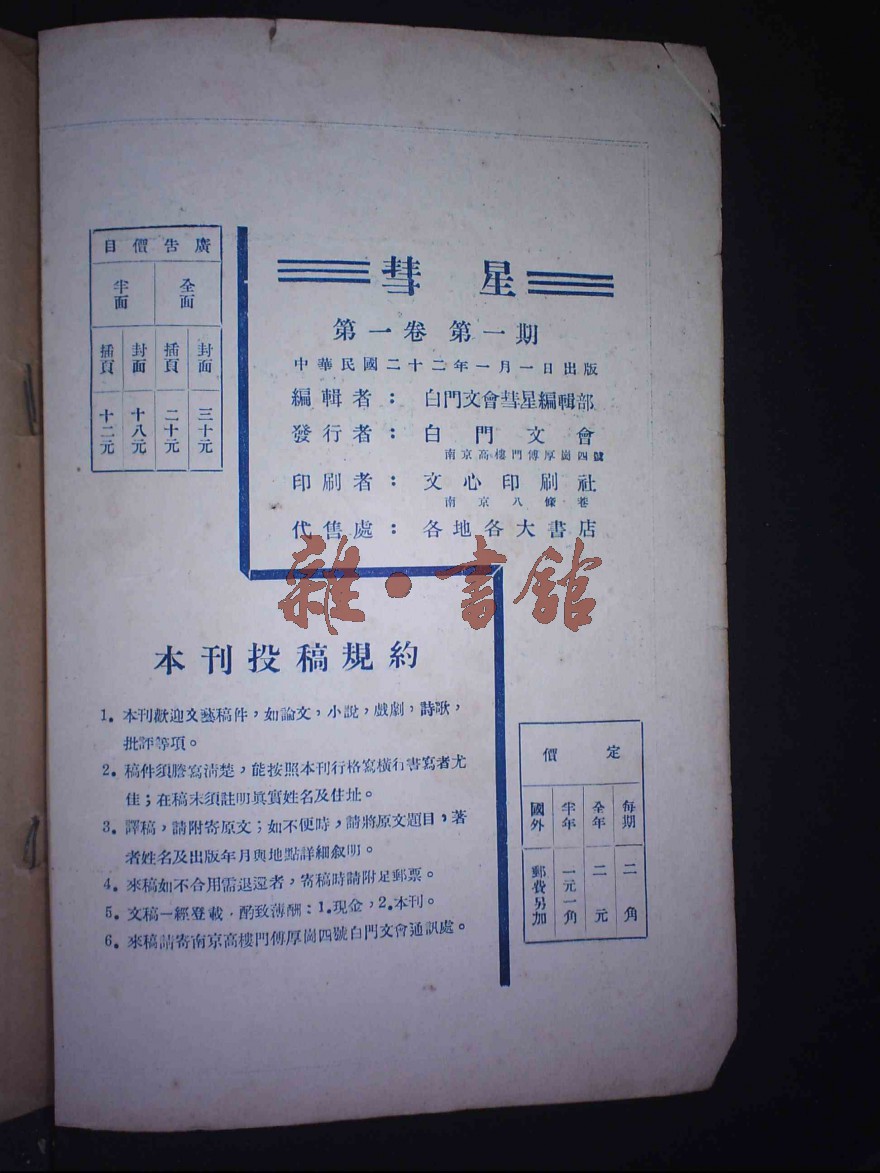 彗星
第一卷 第一期
中華民國二十二年一月一日出版
編輯者：白門文會彗星編輯部
發行者：白門文會
南京高樓門傅厚崗四號
印刷者：文心印刷社
南京八條巷
代售處：各地各大書店
廣告價目
全面 半面
封面 插頁 封面 插頁
三十元 二十元 十八元 十二元
雜·書館
本刊投稿規約
1. 本刊歡迎文藝稿件，如論文，小說，戲劇，詩歌，
批評等項。
2. 稿件須謄寫清楚，能按照本刊行格寫橫行書寫者尤
佳；在稿末須註明眞實姓名及住址。
3. 譯稿，請附寄原文；如不便時，請將原文題目，著
者姓名及出版年月與地點詳細叙明。
4. 來稿如不合用需退還者，寄稿時請附足郵票。
5. 文稿一經登載．酌致薄酬：1. 現金，2. 本刊。
6. 來稿請寄南京高樓門傅厚崗四號白門文會通訊處。
定價
每期 全年 半年 國外
二角 二元 一元一角 郵費另加